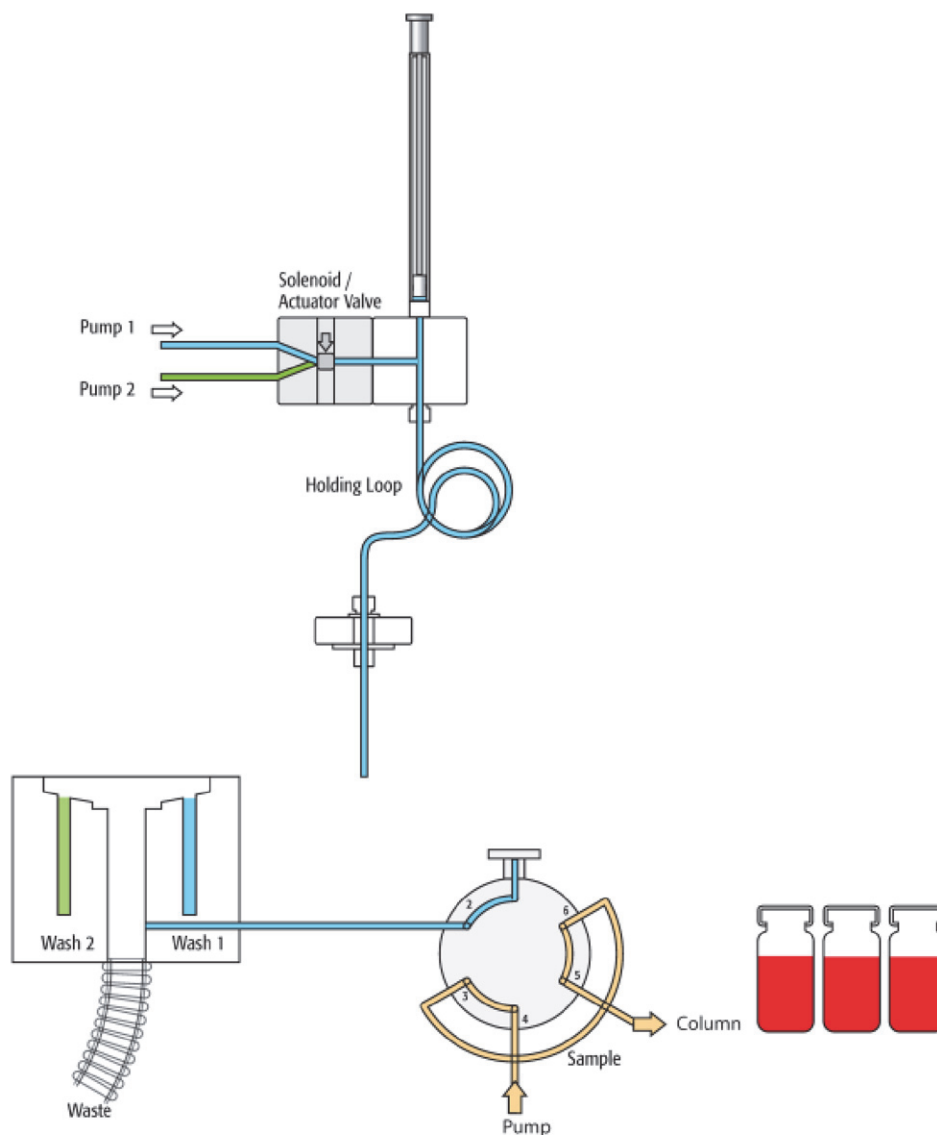 Solenoid /
Actuator Valve
Pump 1
Pump 2
Holding Loop
Wash 2
Wash 1
2
6
3
4
5
Column
Sample
Waste
Pump